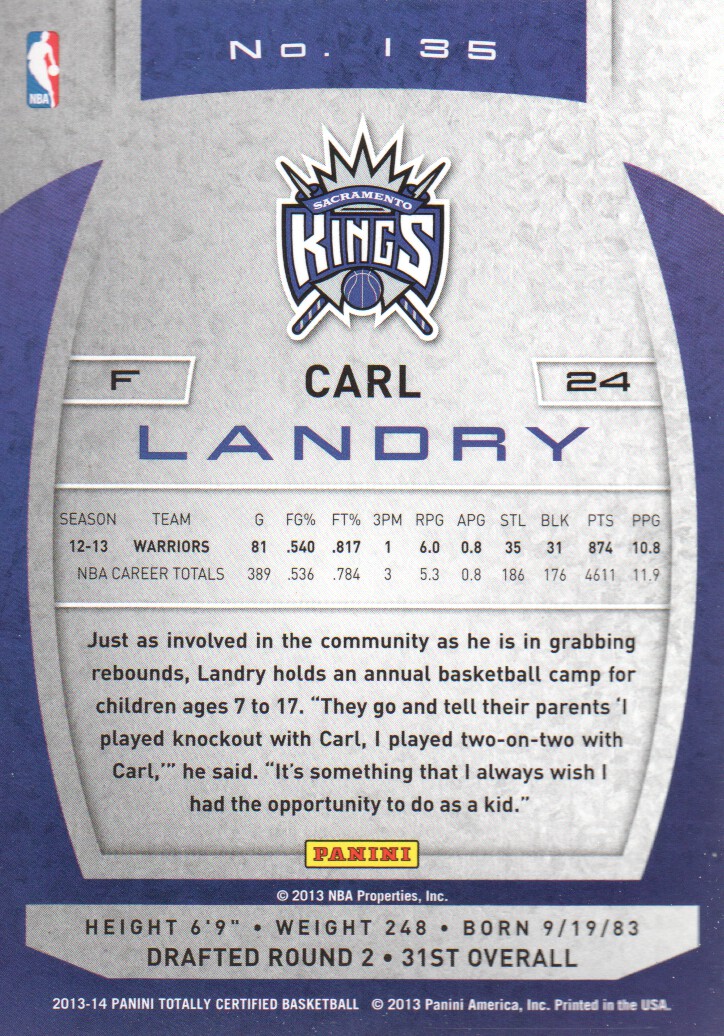 No. 135
NBA
SACRAMENTO
KINGS
F CARL 24
LANDRY
SEASON TEAM G FG% FT% 3PM RPG APG STL BLK PTS PPG
12-13 WARRIORS 81 .540 .817 1 6.0 0.8 35 31 874 10.8
NBA CAREER TOTALS 389 .536 .784 3 5.3 0.8 186 176 4611 11.9
Just as involved in the community as he is in grabbing
rebounds, Landry holds an annual basketball camp for
children ages 7 to 17. “They go and tell their parents ‘I
played knockout with Carl, I played two-on-two with
Carl,’” he said. “It’s something that I always wish I
had the opportunity to do as a kid.”
PANINI
© 2013 NBA Properties, Inc.
HEIGHT 6'9" • WEIGHT 248 • BORN 9/19/83
DRAFTED ROUND 2 • 31ST OVERALL
2013-14 PANINI TOTALLY CERTIFIED BASKETBALL © 2013 Panini America, Inc. Printed in the USA.